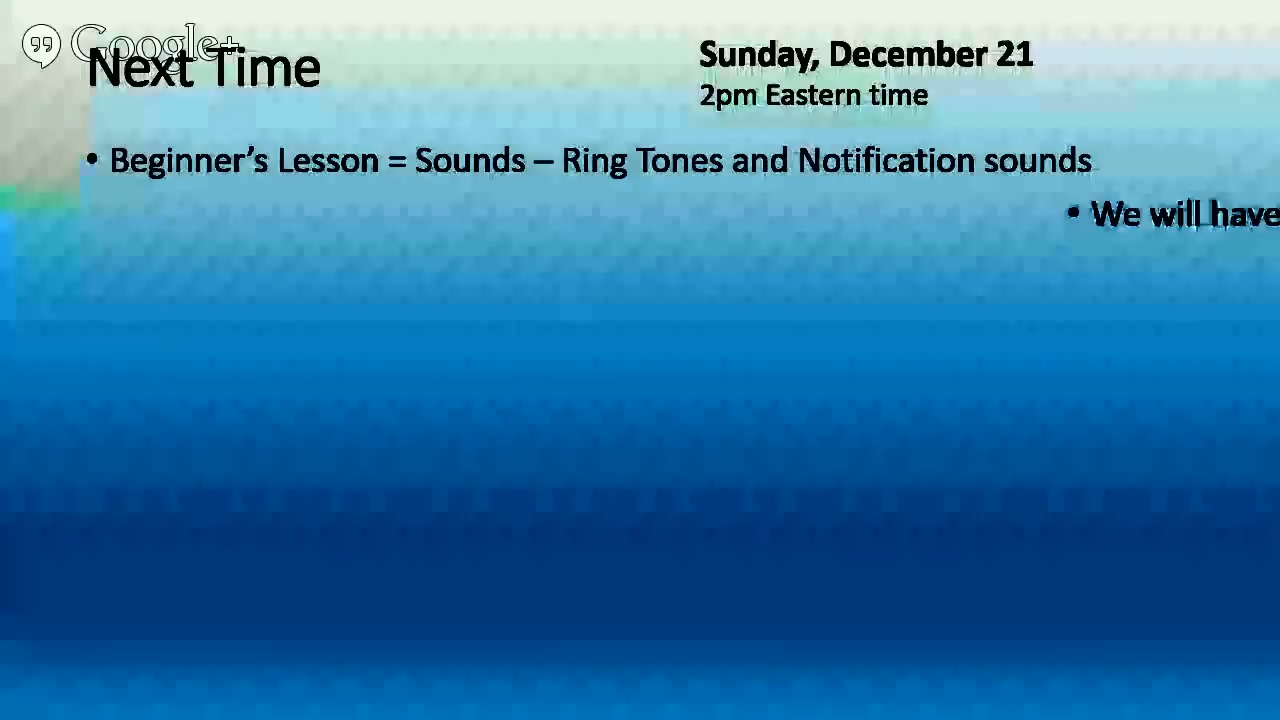 Google+
Next Time
Sunday, December 21
2pm Eastern time
• Beginner’s Lesson = Sounds – Ring Tones and Notification sounds
• We will have